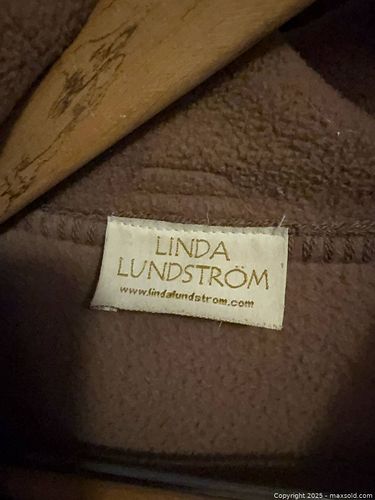 LINDA
LUNDSTRÖM
www.lindalundstrom.com
Copyright 2025 - maxsold.com